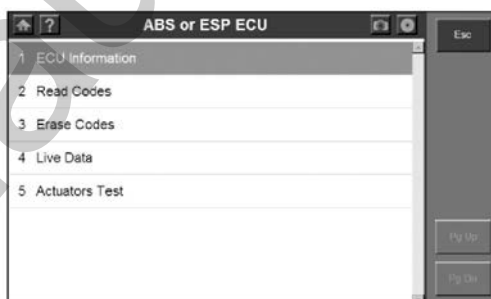 ? ABS or ESP ECU
Esc
1 ECU Information
2 Read Codes
3 Erase Codes
4 Live Data
5 Actuators Test
Pg Up
Pg Dn